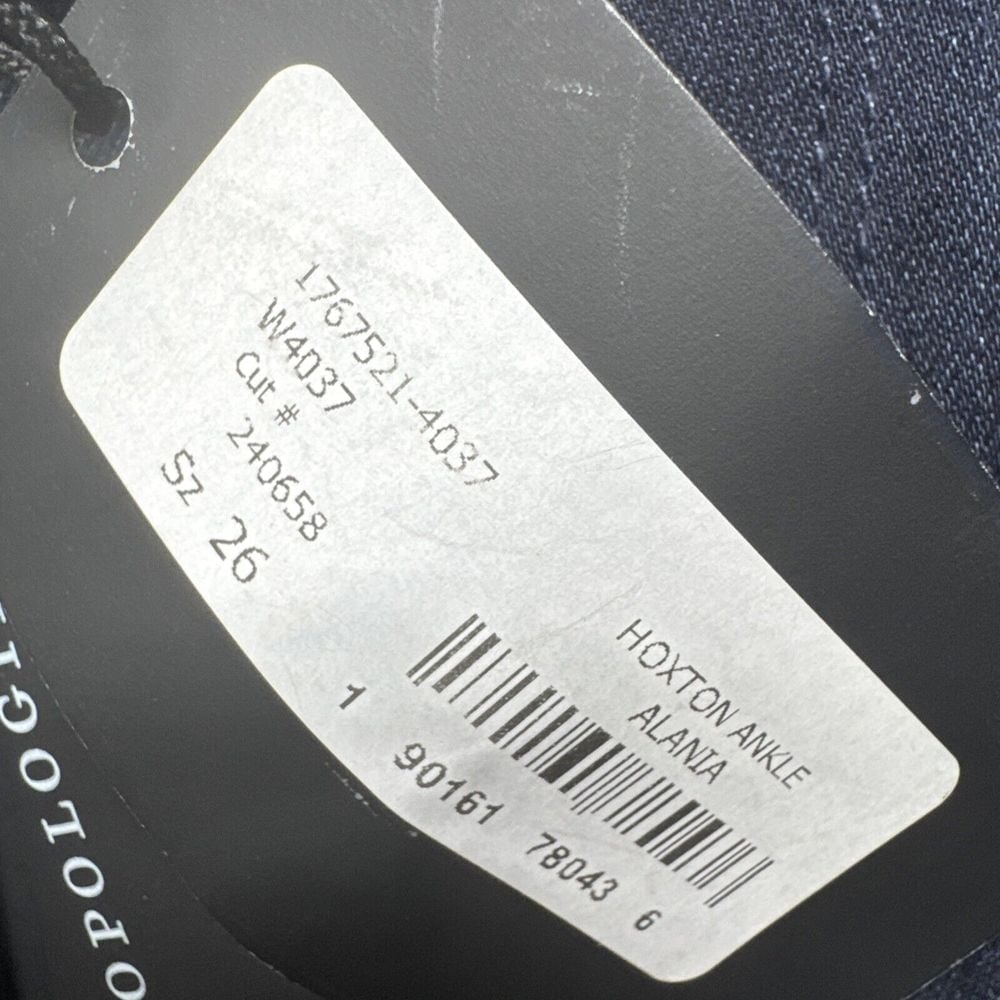 1767521-4037
W4037
Cut #
240658
Sz 26
HOXTON ANKLE
ALANIA
1 90161 78043 6
OPOLOGI